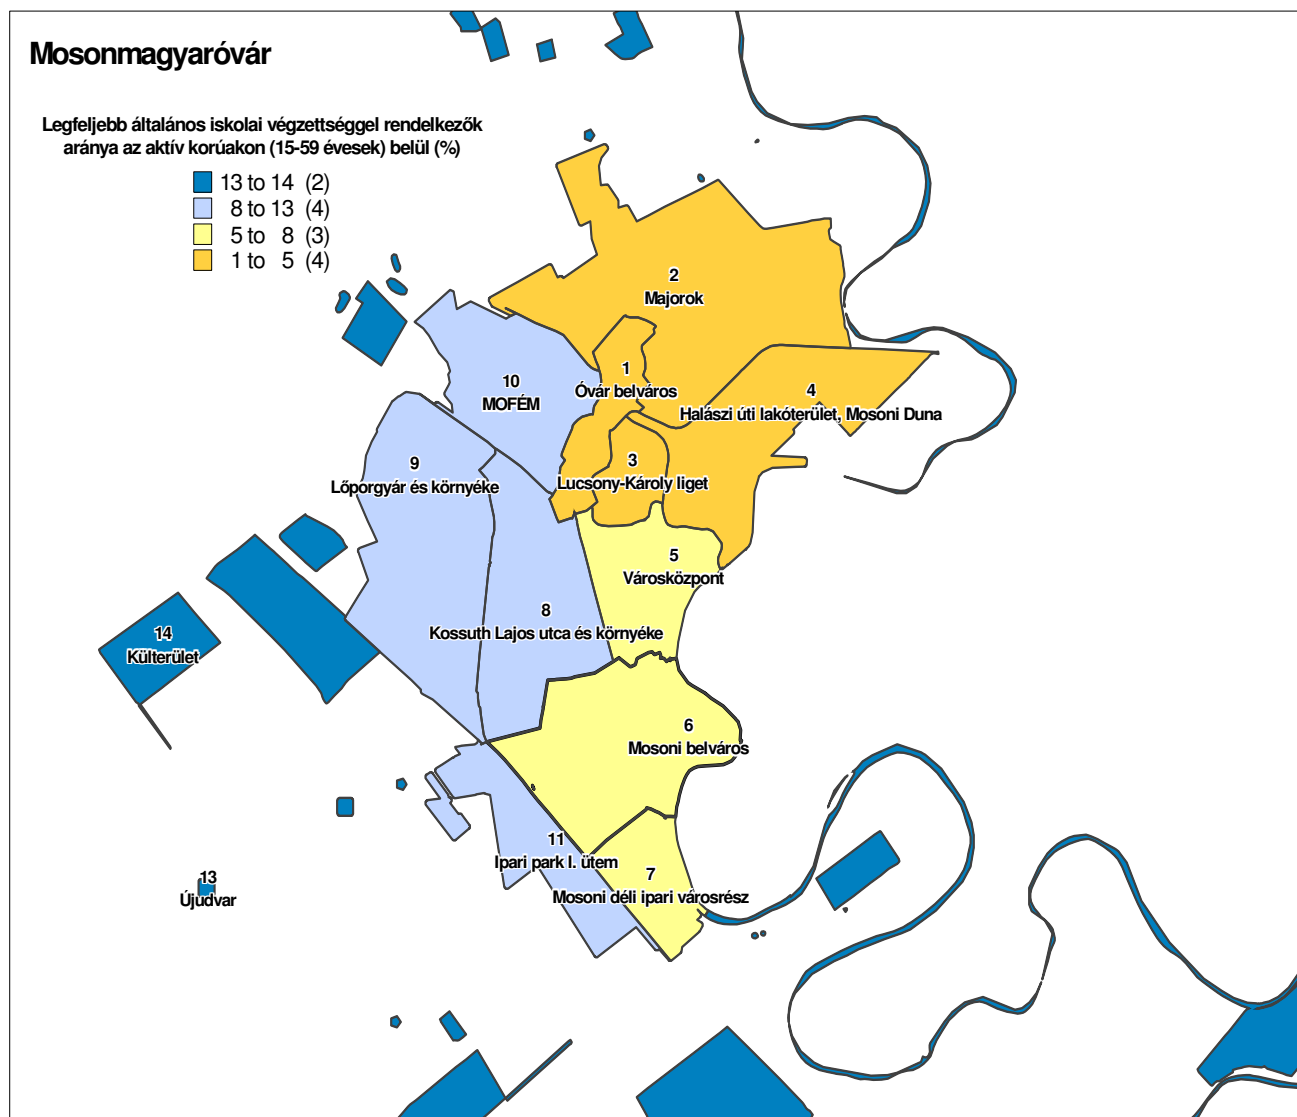 Mosonmagyaróvár
Legfeljebb általános iskolai végzettséggel rendelkezők
aránya az aktív korúakon (15-59 évesek) belül (%)
13 to 14 (2)
8 to 13 (4)
5 to 8 (3)
1 to 5 (4)
2
Majorok
1
Óvár belváros
10
MOFÉM
4
Halászi úti lakóterület, Mosoni Duna
3
Lucsony-Károly liget
9
Lőporgyár és környéke
5
Városközpont
8
Kossuth Lajos utca és környéke
14
Külterület
6
Mosoni belváros
11
Ipari park I. ütem
7
Mosoni déli ipari városrész
13
Újudvar